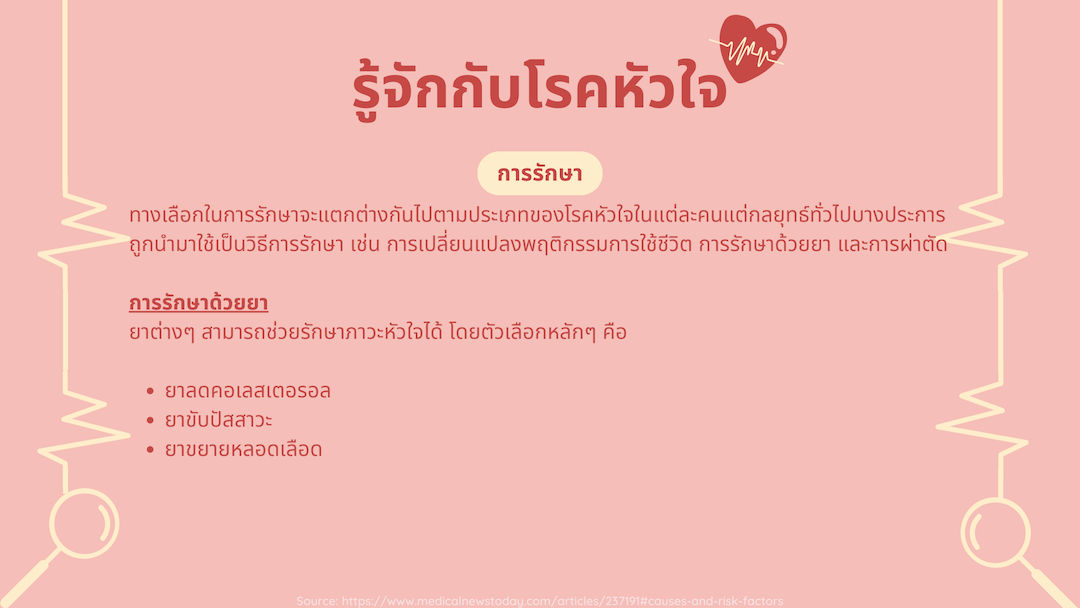 รู้จักกับโรคหัวใจ
การรักษา
ทางเลือกในการรักษาจะแตกต่างกันไปตามประเภทของโรคหัวใจในแต่ละคนแต่กลยุทธ์ทั่วไปบางประการ
ถูกนำมาใช้เป็นวิธีการรักษา เช่น การเปลี่ยนแปลงพฤติกรรมการใช้ชีวิต การรักษาด้วยยา และการผ่าตัด
การรักษาด้วยยา
ยาต่างๆ สามารถช่วยรักษาภาวะหัวใจได้ โดยตัวเลือกหลักๆ คือ
• ยาลดคอเลสเตอรอล
• ยาขับปัสสาวะ
• ยาขยายหลอดเลือด
Source: https://www.medicalnewstoday.com/articles/237191#causes-and-risk-factors